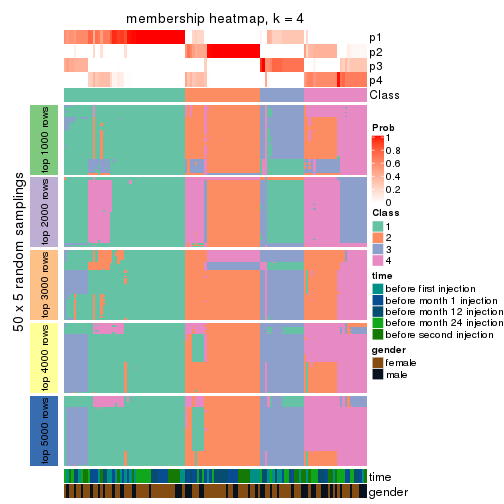 membership heatmap, k = 4
p1
p2
p3
p4
Class
50 x 5 random samplings
top 1000 rows
top 2000 rows
top 3000 rows
top 4000 rows
top 5000 rows
time
gender
Prob
1
0.8
0.6
0.4
0.2
0
Class
1
2
3
4
time
before first injection
before month 1 injection
before month 12 injection
before month 24 injection
before second injection
gender
female
male